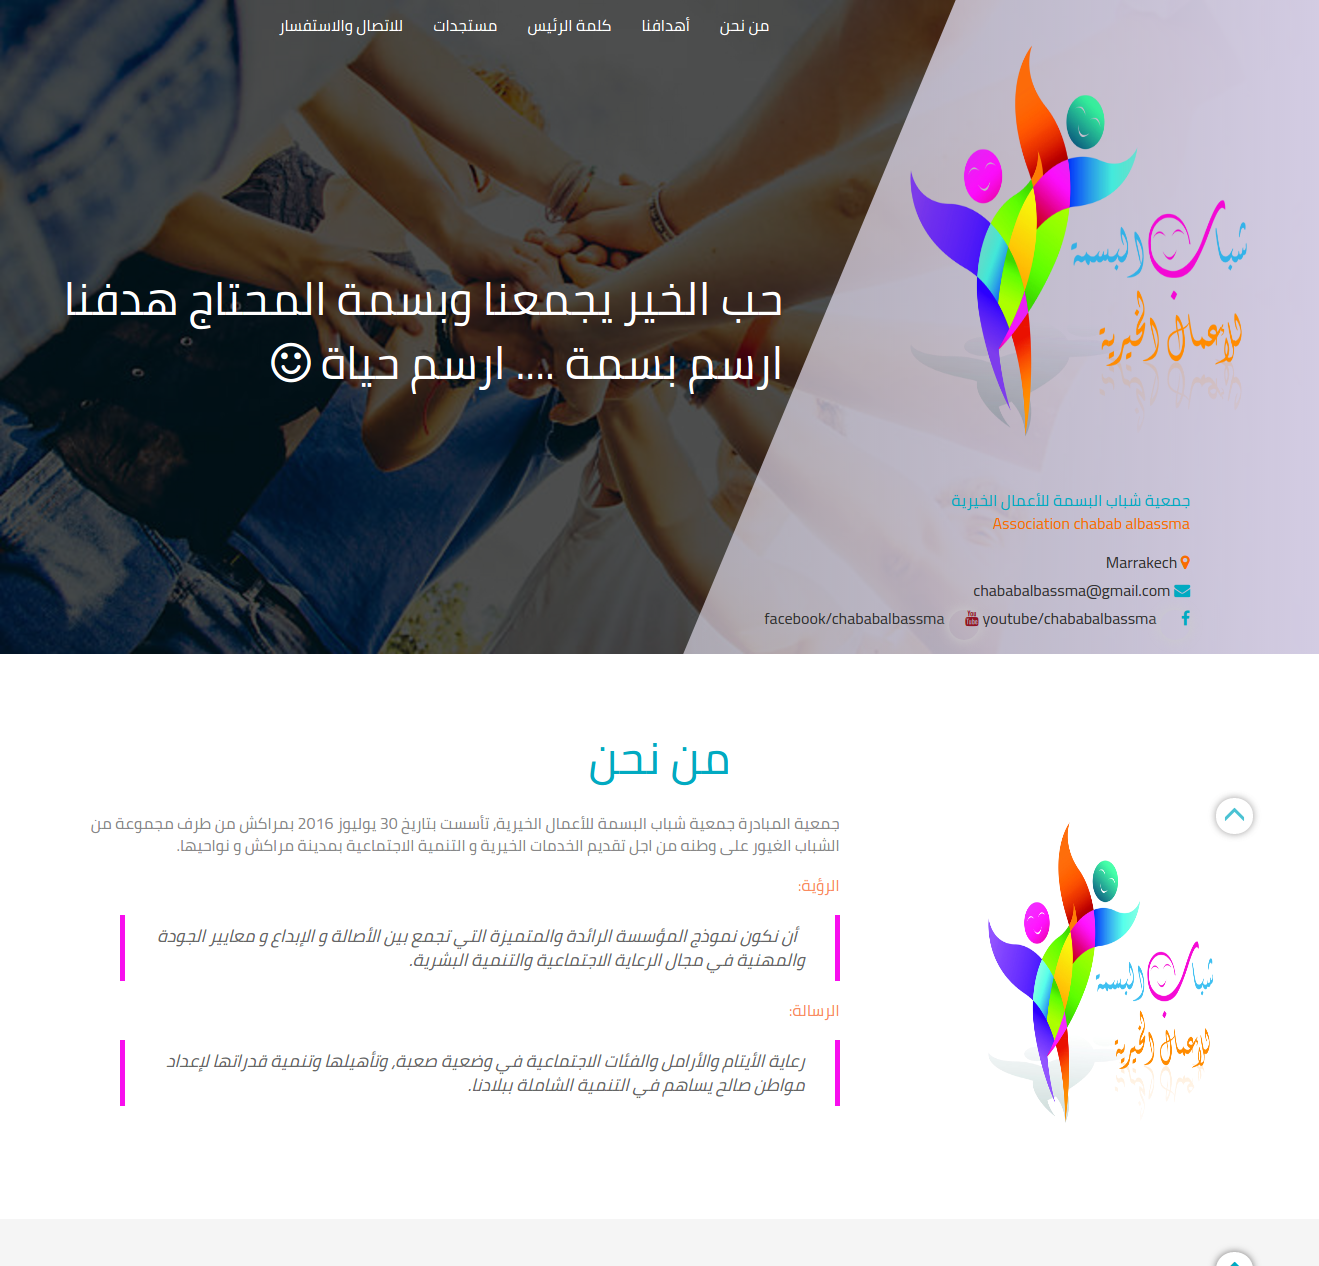 من نحن
أهدافنا
كلمة الرئيس
مستجدات
للاتصال والاستفسار
شباب البسمة
للأعمال الخيرية
حب الخير يجمعنا وبسمة المحتاج هدفنا
ارسم بسمة .... ارسم حياة
جمعية شباب البسمة للأعمال الخيرية
Association chabab albassma
Marrakech
chababalbassma@gmail.com
facebook/chababalbassma You Tube youtube/chababalbassma
من نحن
جمعية المبادرة جمعية شباب البسمة للأعمال الخيرية, تأسست بتاريخ 30 يوليوز 2016 بمراكش من طرف مجموعة من
الشباب الغيور على وطنه من اجل تقديم الخدمات الخيرية و التنمية الاجتماعية بمدينة مراكش و نواحيها.
الرؤية:
أن نكون نموذج المؤسسة الرائدة والمتميزة التي تجمع بين الأصالة و الإبداع و معايير الجودة
والمهنية في مجال الرعاية الاجتماعية والتنمية البشرية.
الرسالة:
رعاية الأيتام والأرامل والفئات الاجتماعية في وضعية صعبة, وتأهيلها وتنمية قدراتها لإعداد
مواطن صالح يساهم في التنمية الشاملة ببلادنا.
شباب البسمة
للأعمال الخيرية